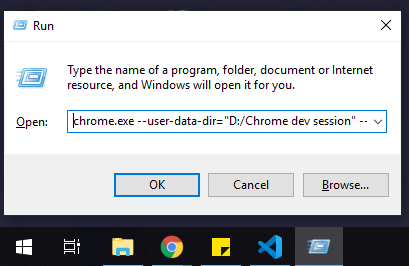 Run
Type the name of a program, folder, document or Internet
resource, and Windows will open it for you.
Open:
chrome.exe --user-data-dir="D:/Chrome dev session" --
OK
Cancel
Browse...